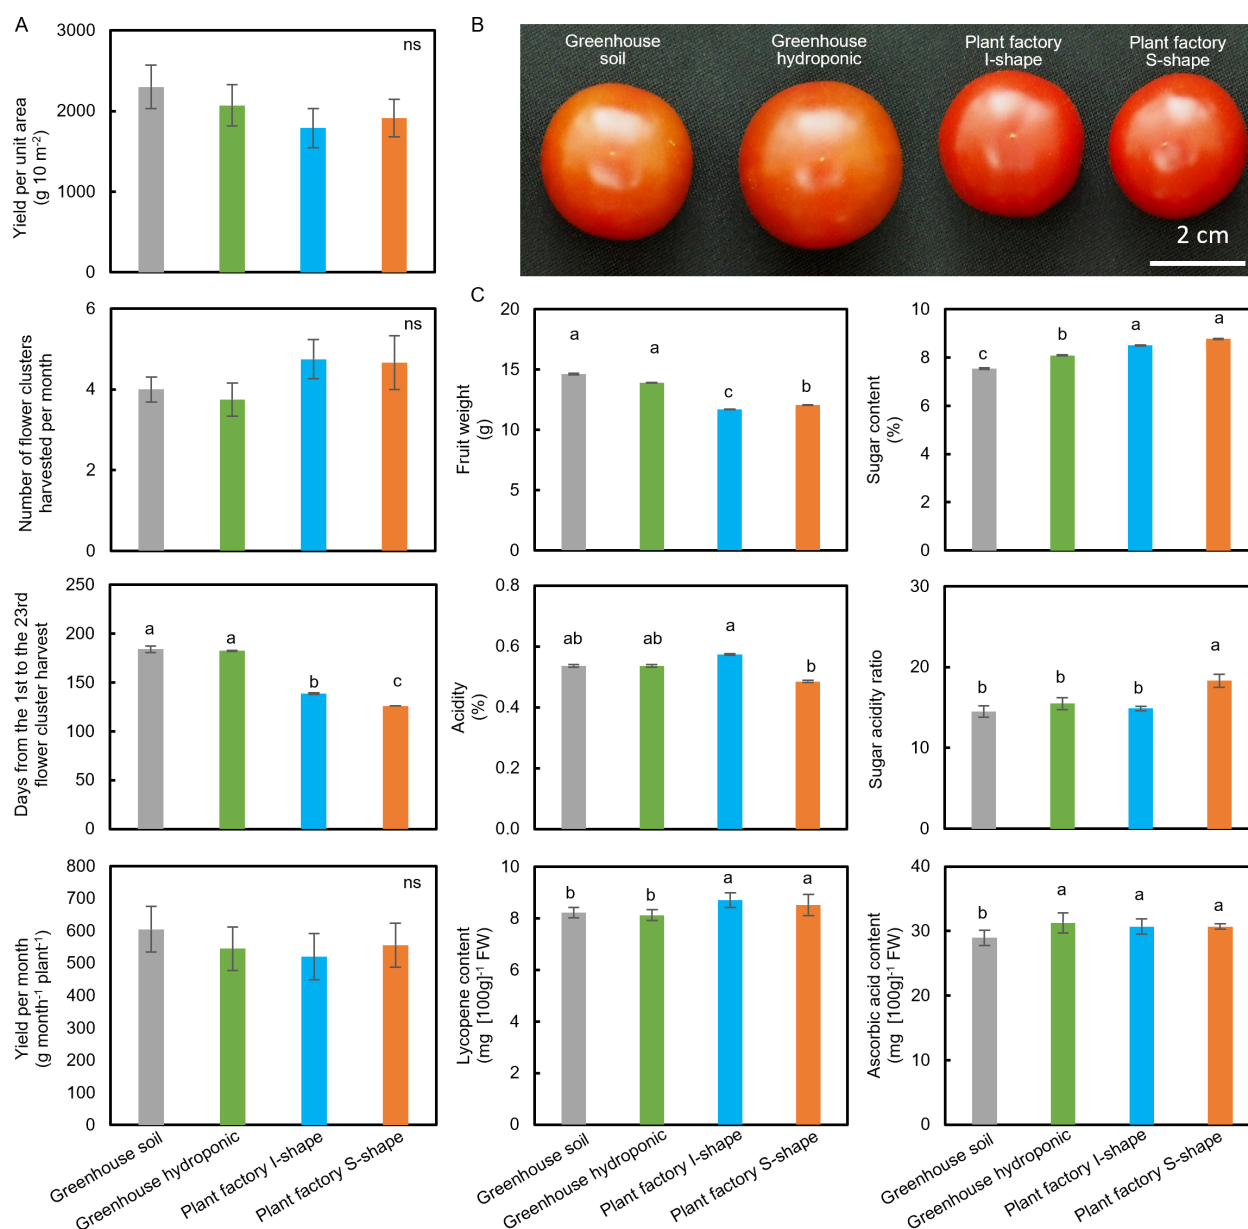 A
Yield per unit area
(g 10 m⁻²)
3000
2000
1000
0
ns
B
Greenhouse
soil
Greenhouse
hydroponic
Plant factory
I-shape
Plant factory
S-shape
2 cm
Number of flower clusters
harvested per month
6
4
2
0
ns
C
Fruit weight
(g)
20
15
10
5
0
a
a
c
b
Sugar content
(%)
10
8
6
4
2
0
c
b
a
a
Days from the 1st to the 23rd
flower cluster harvest
250
200
150
100
50
0
a
a
b
c
Acidity
(%)
0.8
0.6
0.4
0.2
0.0
ab
ab
a
b
Sugar acidity ratio
30
20
10
0
b
b
b
a
Yield per month
(g month⁻¹ plant⁻¹)
800
700
600
500
400
300
200
100
0
ns
Greenhouse soil
Greenhouse hydroponic
Plant factory I-shape
Plant factory S-shape
Lycopene content
(mg [100g]⁻¹ FW)
10
8
6
4
2
0
b
b
a
a
Greenhouse soil
Greenhouse hydroponic
Plant factory I-shape
Plant factory S-shape
Ascorbic acid content
(mg [100g]⁻¹ FW)
40
30
20
10
0
b
a
a
a
Greenhouse soil
Greenhouse hydroponic
Plant factory I-shape
Plant factory S-shape